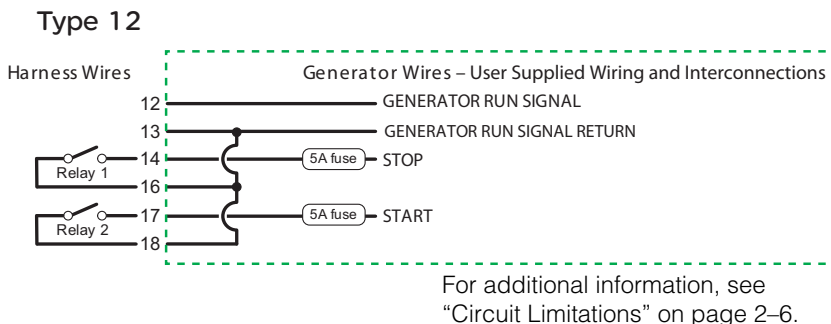 Type 12
Harness Wires
Generator Wires – User Supplied Wiring and Interconnections
12 GENERATOR RUN SIGNAL
13 GENERATOR RUN SIGNAL RETURN
14 5A fuse STOP
Relay 1
16
17 5A fuse START
Relay 2
18
For additional information, see
“Circuit Limitations” on page 2–6.